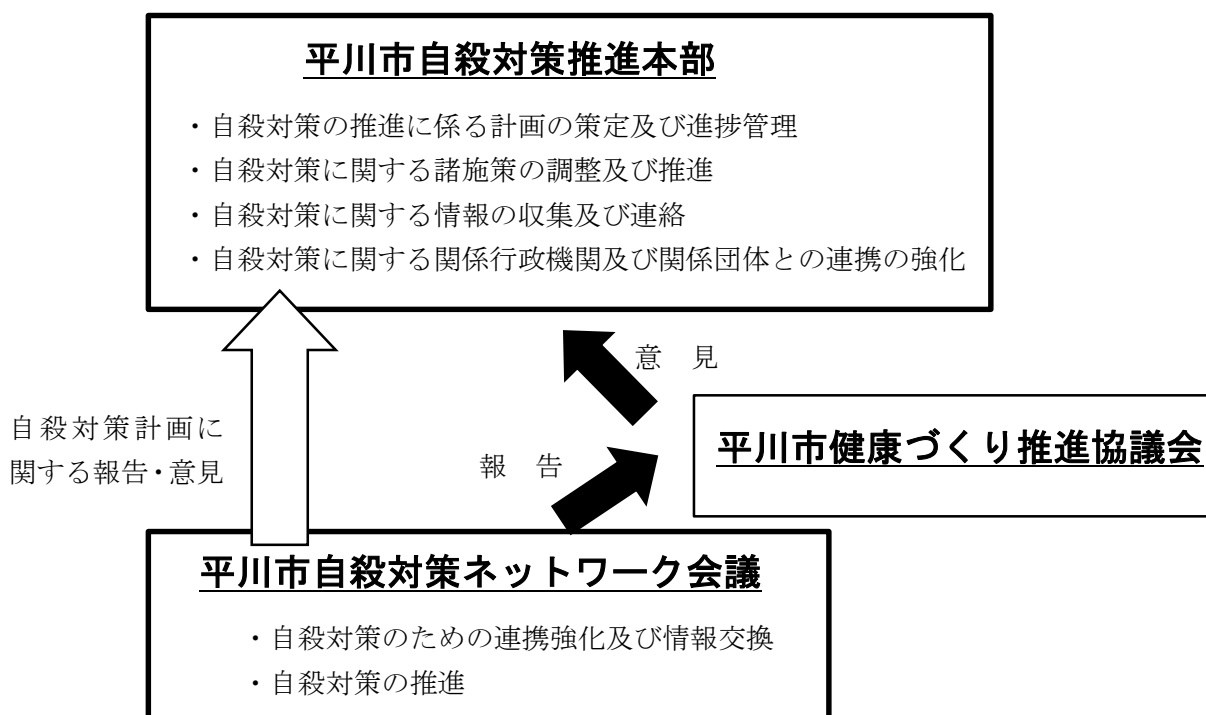 平川市自殺対策推進本部
・自殺対策の推進に係る計画の策定及び進捗管理
・自殺対策に関する諸施策の調整及び推進
・自殺対策に関する情報の収集及び連絡
・自殺対策に関する関係行政機関及び関係団体との連携の強化
意 見
自殺対策計画に
関する報告・意見
報 告
平川市健康づくり推進協議会
平川市自殺対策ネットワーク会議
・自殺対策のための連携強化及び情報交換
・自殺対策の推進